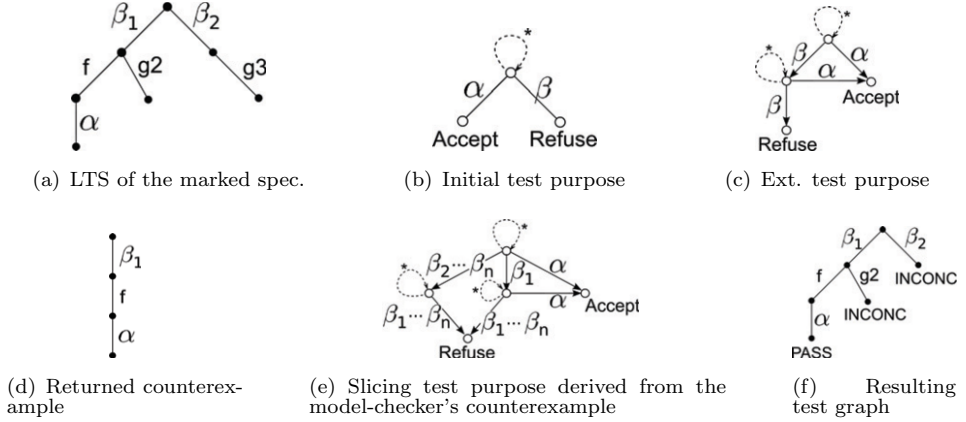 β1 β2
f g2 g3
α
(a) LTS of the marked spec.
*
α β
Accept Refuse
(b) Initial test purpose
*
* β α
α
Accept
β
Refuse
(c) Ext. test purpose
β1
f
α
(d) Returned counterex-
ample
*
β2 ··· βn β1 α
* * α
Accept
β1 ··· βn β1 ··· βn
Refuse
(e) Slicing test purpose derived from the
model-checker's counterexample
β1 β2
f g2 INCONC
α INCONC
PASS
(f) Resulting
test graph